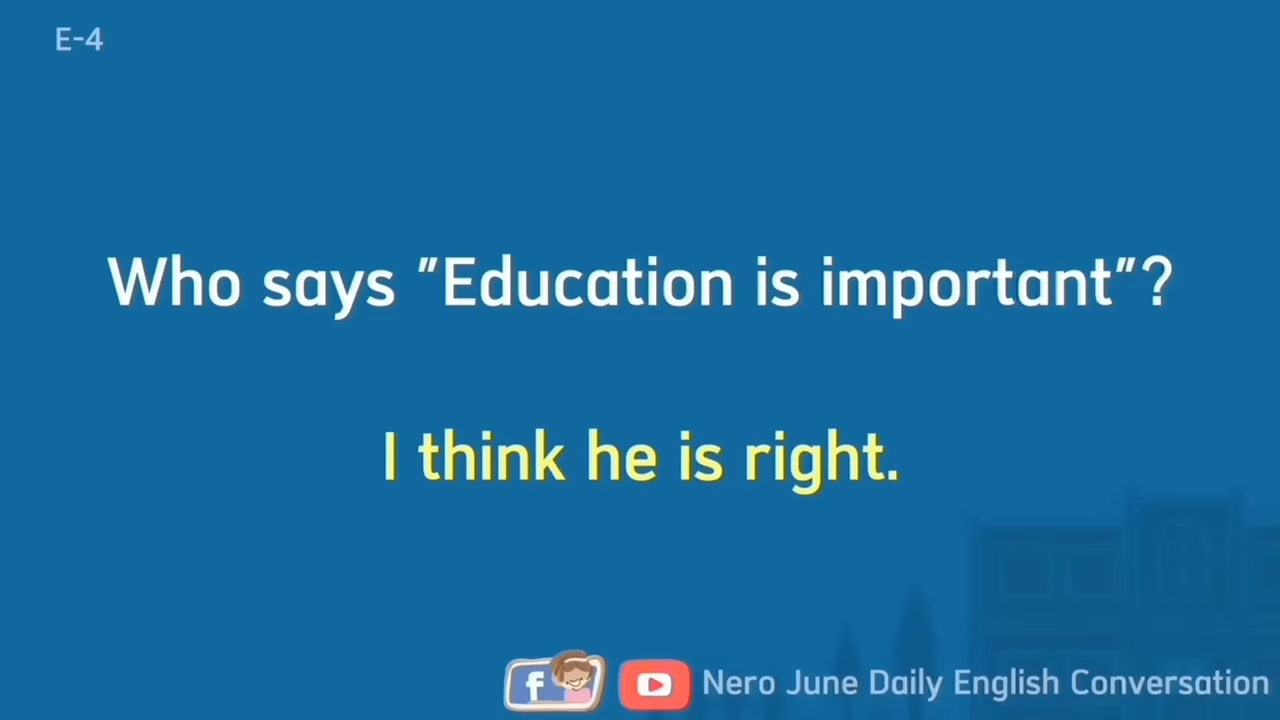 E-4
Who says "Education is important"?
I think he is right.
f Nero June Daily English Conversation